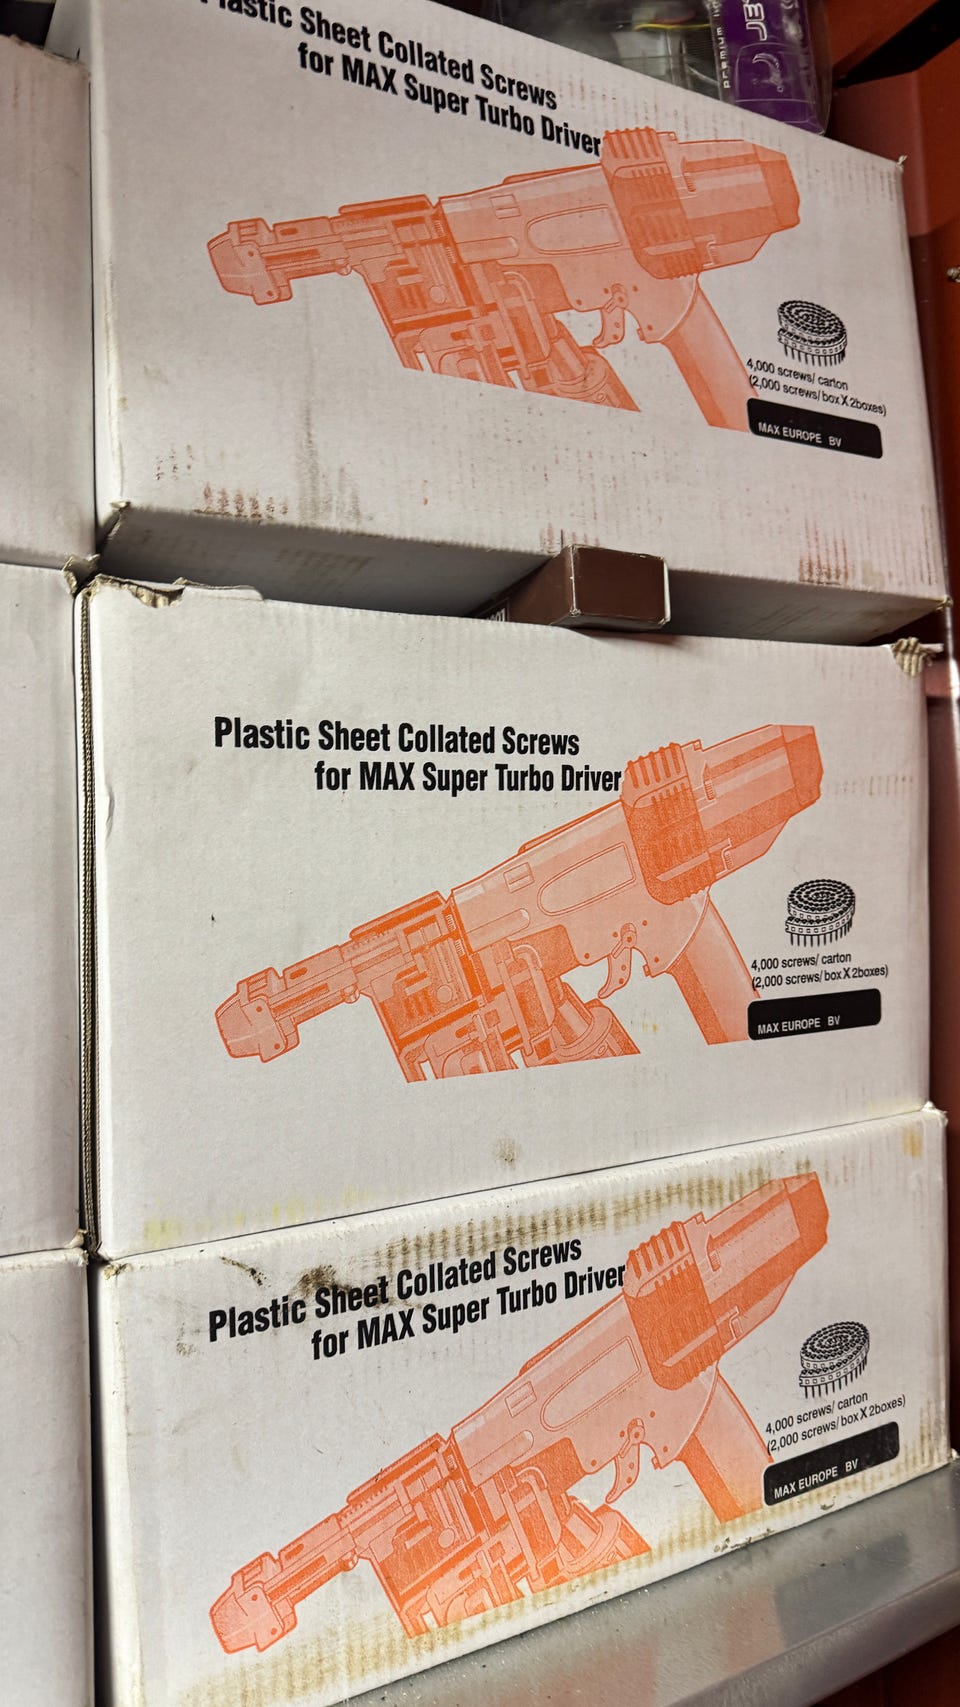 Plastic Sheet Collated Screws
for MAX Super Turbo Driver
4,000 screws/ carton
(2,000 screws/box X 2boxes)
MAX EUROPE BV
Plastic Sheet Collated Screws
for MAX Super Turbo Driver
4,000 screws/ carton
(2,000 screws/box X 2boxes)
MAX EUROPE BV
Plastic Sheet Collated Screws
for MAX Super Turbo Driver
4,000 screws/ carton
(2,000 screws/box X 2boxes)
MAX EUROPE BV